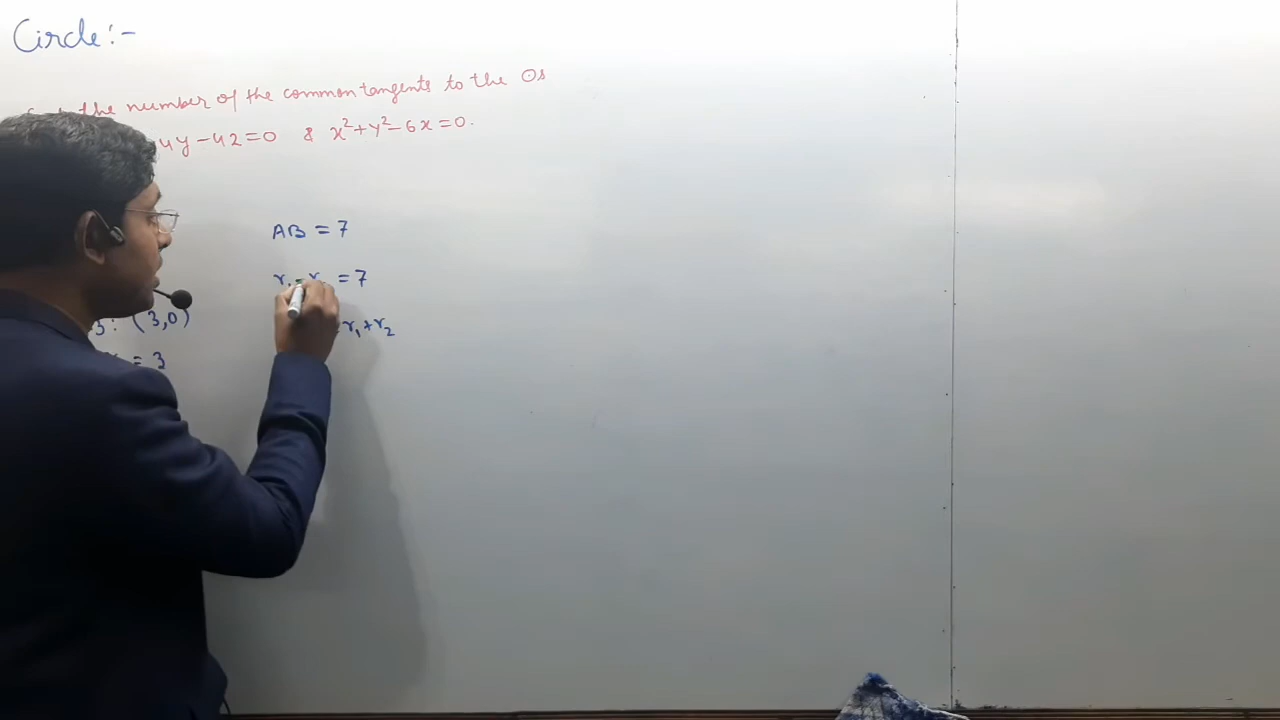 Circle :-
the number of the common tangents to the ⊙s
4y - 42 = 0 & x² + y² - 6x = 0.
AB = 7
r₁ - r = 7
: (3,0)
= r₁ + r₂
= 3